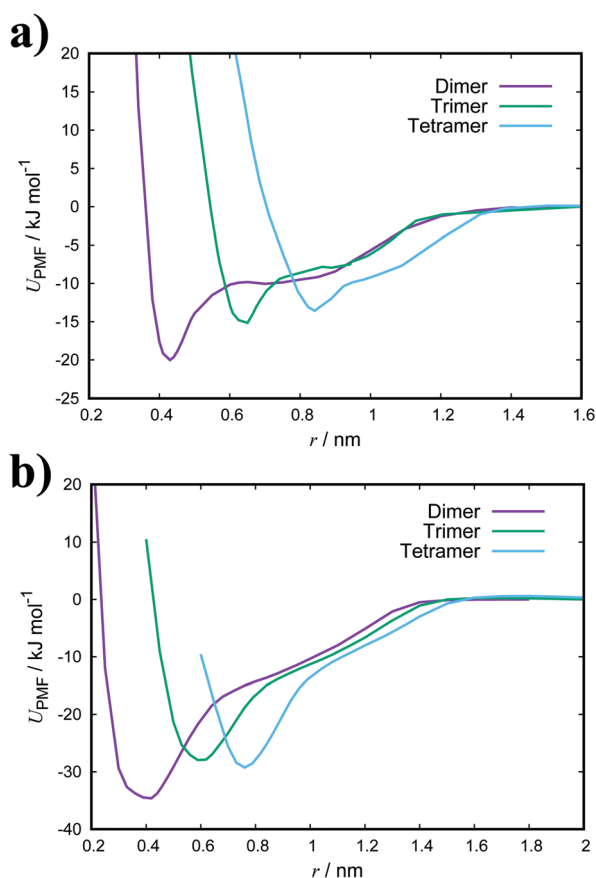 a)
20
15
10
5
0
-5
-10
-15
-20
-25
U_PMF / kJ mol⁻¹
Dimer
Trimer
Tetramer
0.2 0.4 0.6 0.8 1 1.2 1.4 1.6
r / nm
b)
20
10
0
-10
-20
-30
-40
U_PMF / kJ mol⁻¹
Dimer
Trimer
Tetramer
0.2 0.4 0.6 0.8 1 1.2 1.4 1.6 1.8 2
r / nm